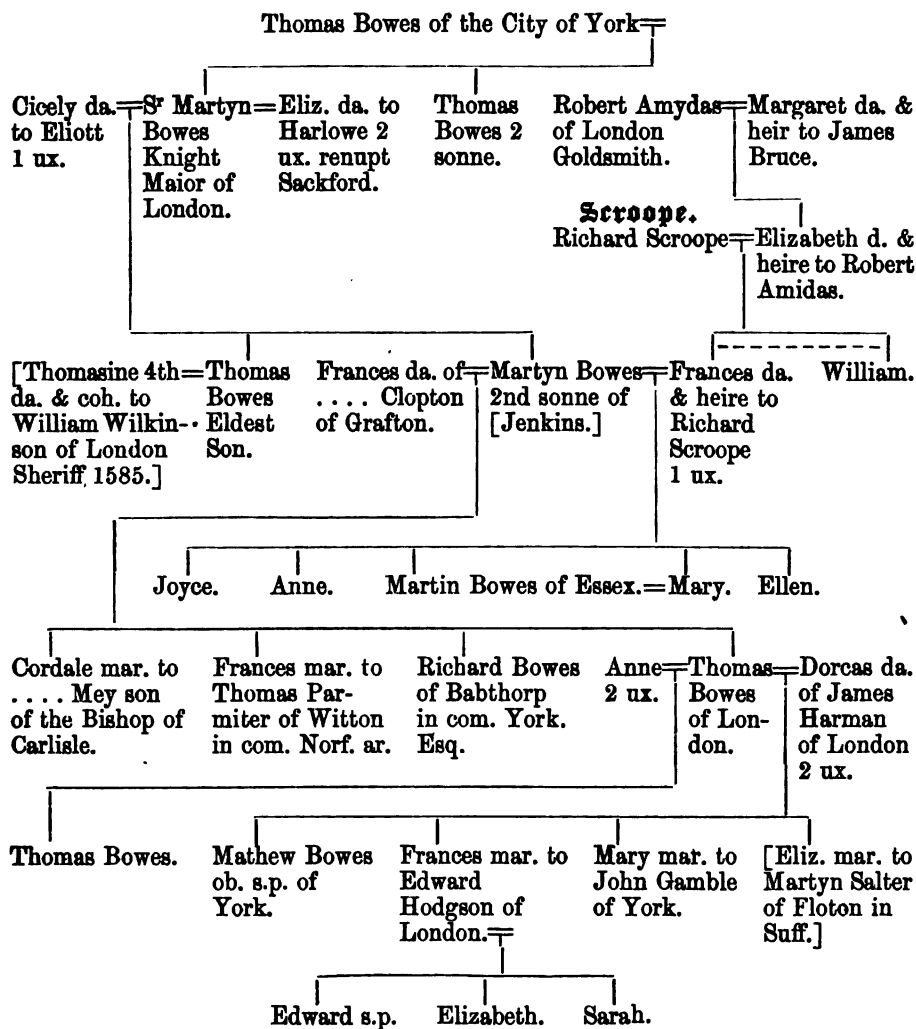 Thomas Bowes of the City of York
Cicely da.
to Eliott
1 ux.
Sr Martyn
Bowes
Knight
Maior of
London.
Eliz. da. to
Harlowe 2
ux. renupt
Sackford.
Thomas
Bowes 2
sonne.
Robert Amydas
of London
Goldsmith.
Margaret da. &
heir to James
Bruce.
Scroope.
Richard Scroope
Elizabeth d. &
heire to Robert
Amidas.
[Thomasine 4th
da. & coh. to
William Wilkin-
son of London
Sheriff 1585.]
Thomas
Bowes
Eldest
Son.
Frances da. of
.... Clopton
of Grafton.
Martyn Bowes
2nd sonne of
[Jenkins.]
Frances da.
& heire to
Richard
Scroope
1 ux.
William.
Joyce.
Anne.
Martin Bowes of Essex.=Mary.
Ellen.
Cordale mar. to
.... Mey son
of the Bishop of
Carlisle.
Frances mar. to
Thomas Par-
miter of Witton
in com. Norf. ar.
Richard Bowes
of Babthorp
in com. York.
Esq.
Anne
2 ux.
Thomas
Bowes
of Lon-
don.
Dorcas da.
of James
Harman
of London
2 ux.
Thomas Bowes.
Mathew Bowes
ob. s.p. of
York.
Frances mar. to
Edward
Hodgson of
London.
Mary mar. to
John Gamble
of York.
[Eliz. mar. to
Martyn Salter
of Floton in
Suff.]
Edward s.p.
Elizabeth.
Sarah.